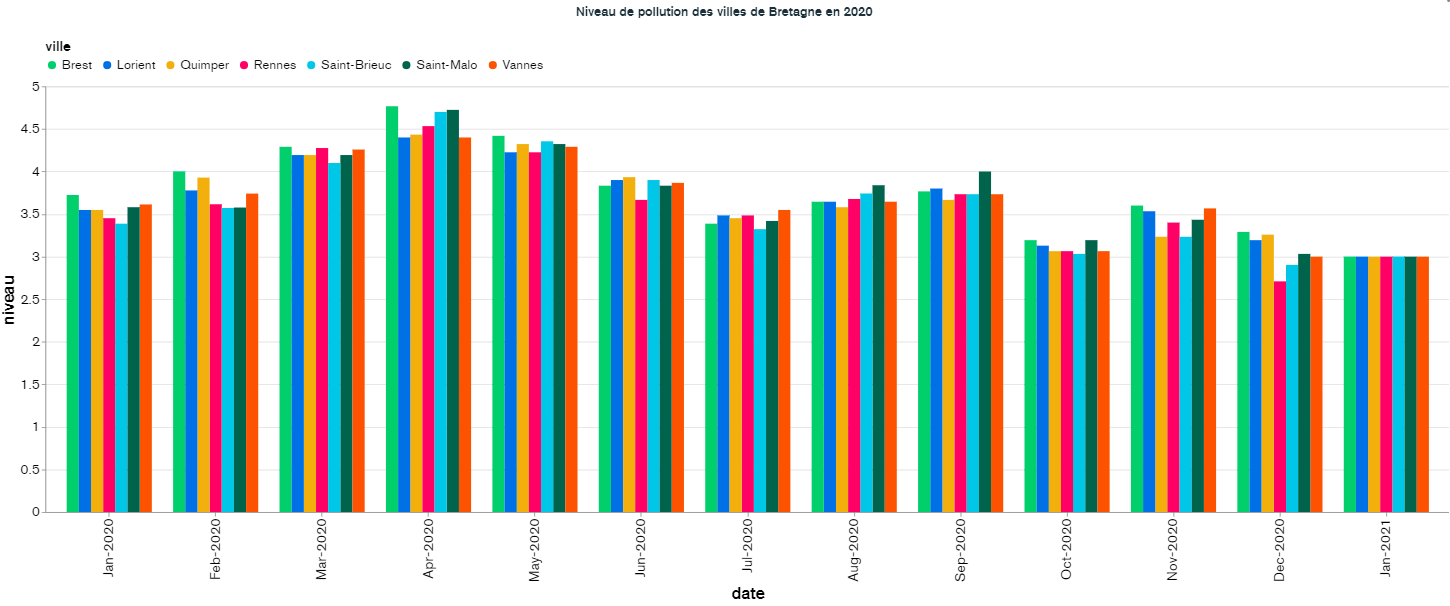 Niveau de pollution des villes de Bretagne en 2020
ville
Brest Lorient Quimper Rennes Saint-Brieuc Saint-Malo Vannes
5
4.5
4
3.5
3
2.5
2
1.5
1
0.5
0
niveau
Jan-2020 Feb-2020 Mar-2020 Apr-2020 May-2020 Jun-2020 Jul-2020 Aug-2020 Sep-2020 Oct-2020 Nov-2020 Dec-2020 Jan-2021
date